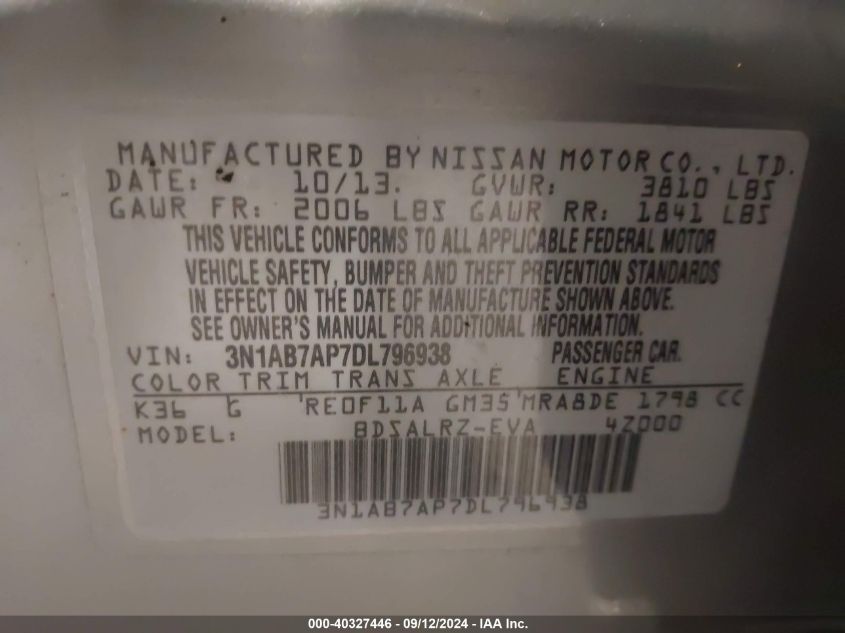 MANUFACTURED BY NISSAN MOTOR CO., LTD.
DATE: 10/13. GVWR: 3810 LBS
GAWR FR: 2006 LBS GAWR RR: 1841 LBS
THIS VEHICLE CONFORMS TO ALL APPLICABLE FEDERAL MOTOR
VEHICLE SAFETY, BUMPER AND THEFT PREVENTION STANDARDS
IN EFFECT ON THE DATE OF MANUFACTURE SHOWN ABOVE.
SEE OWNER'S MANUAL FOR ADDITIONAL INFORMATION.
VIN: 3N1AB7AP7DL796938 PASSENGER CAR.
COLOR TRIM TRANS AXLE ENGINE
K36 G RE0F11A GM35 MRA8DE 1798 CC
MODEL: BDSALRZ-EVA 4Z000
3N1AB7AP7DL796938
000-40327446 - 09/12/2024 - IAA Inc.